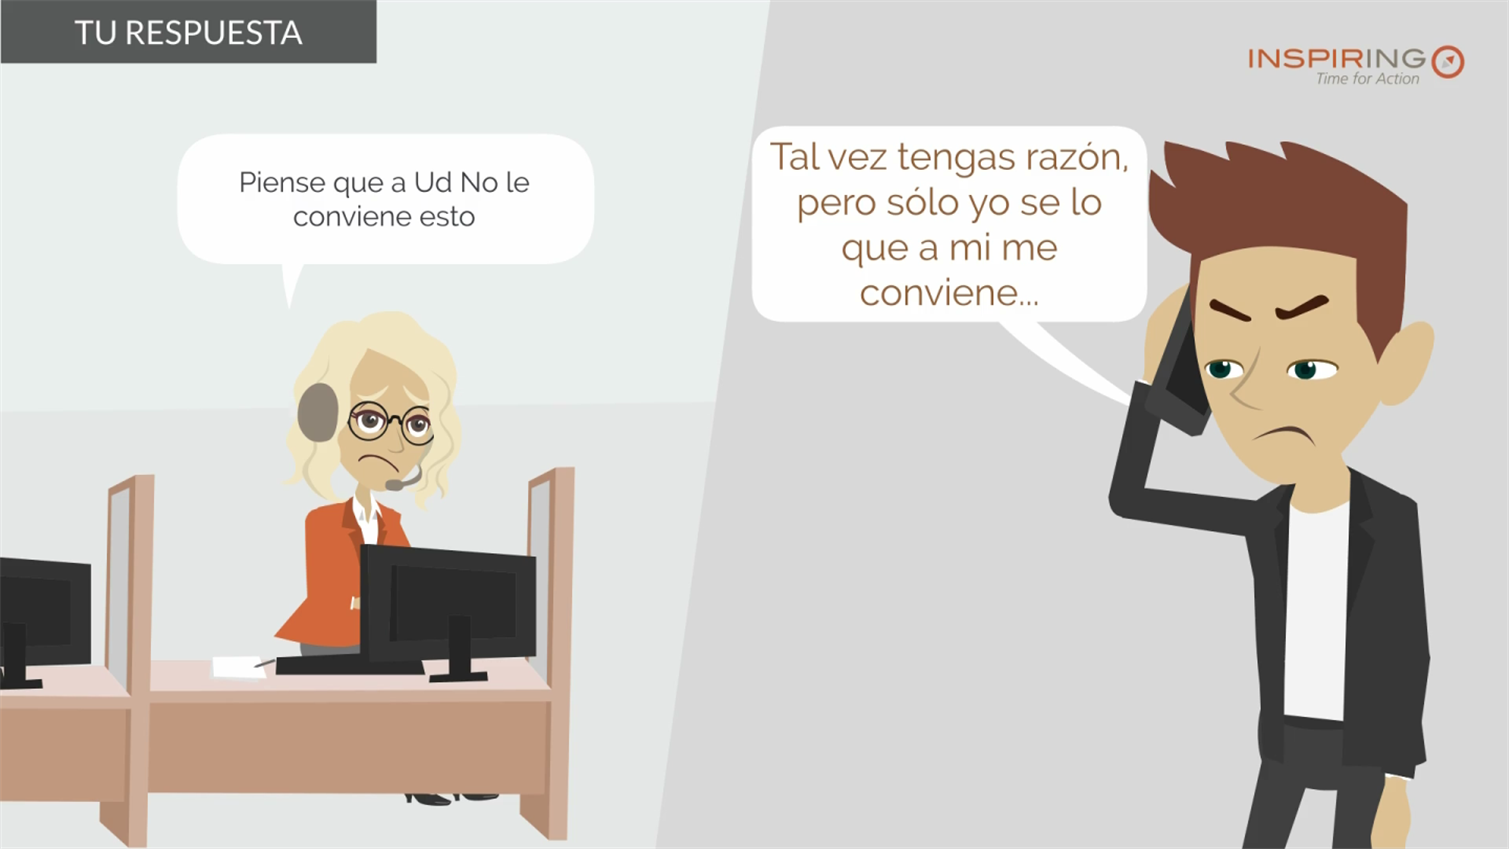 TU RESPUESTA
INSPIRING
Time for Action
Piense que a Ud No le
conviene esto
Tal vez tengas razón,
pero sólo yo se lo
que a mi me
conviene...